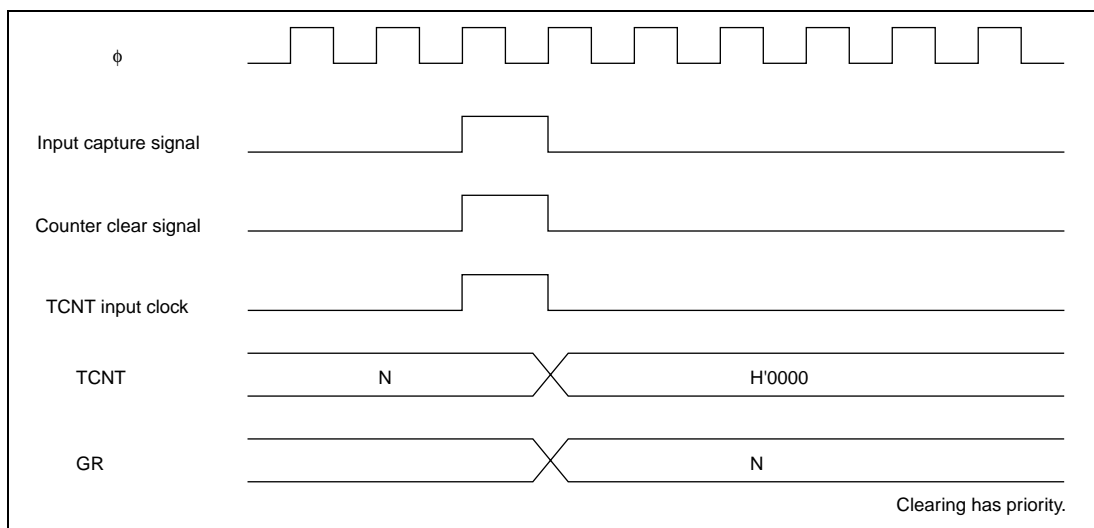 ϕ
Input capture signal
Counter clear signal
TCNT input clock
TCNT N H'0000
GR N
Clearing has priority.